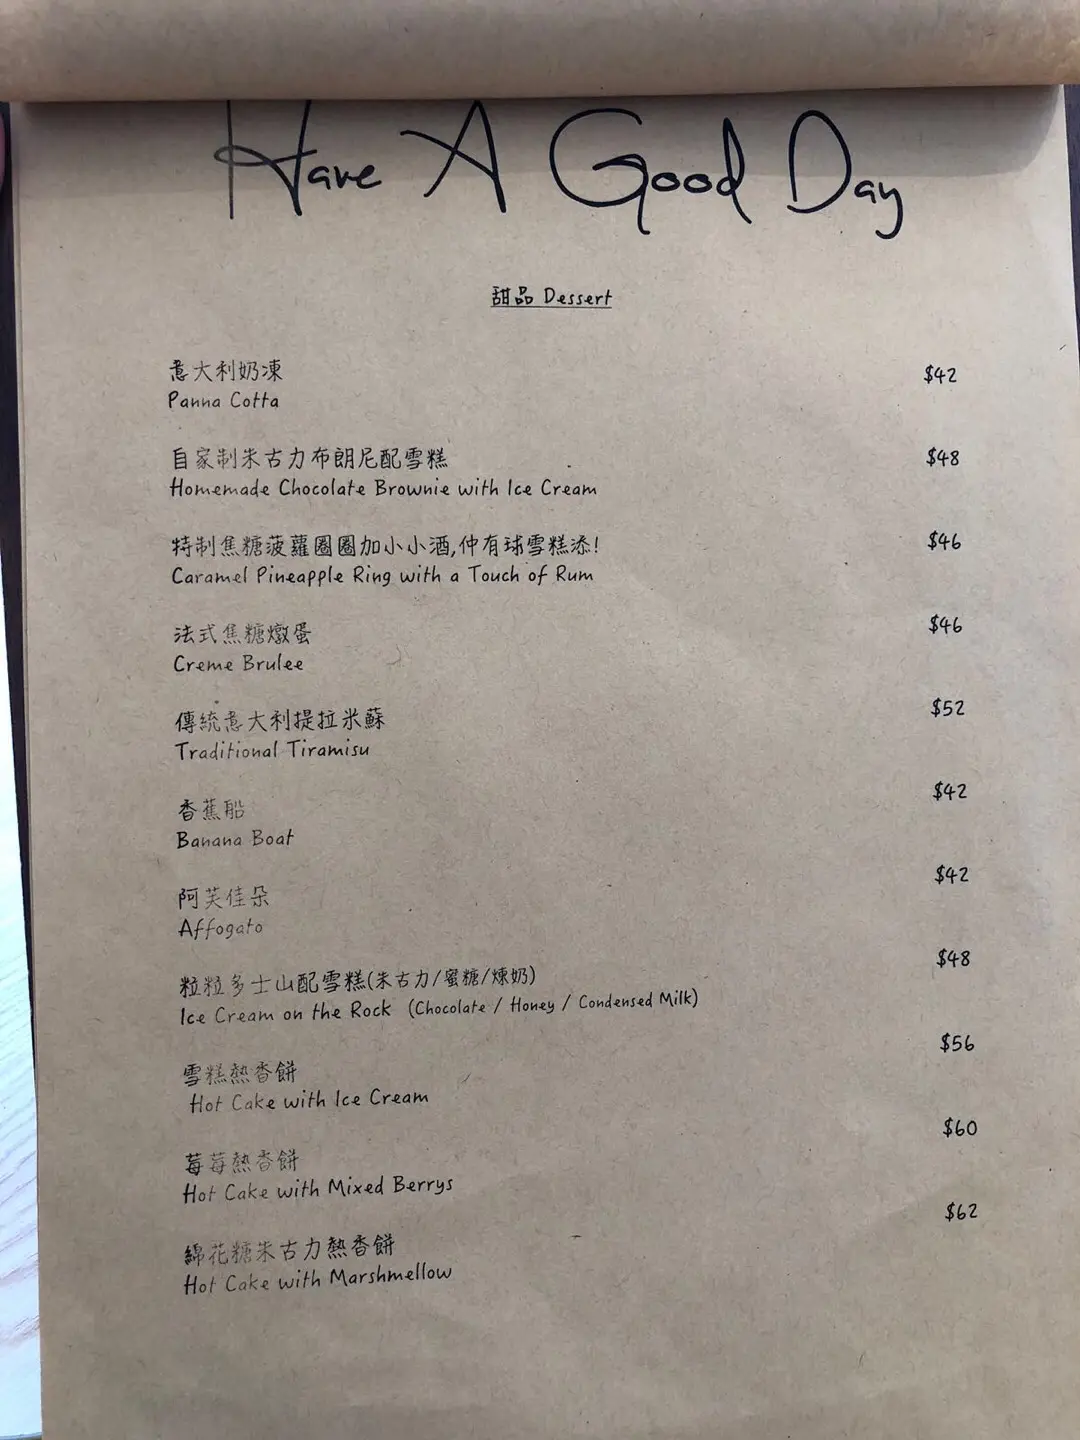 Have A Good Day
甜品 Dessert
意大利奶凍 $42
Panna Cotta
自家制朱古力布朗尼配雪糕 $48
Homemade Chocolate Brownie with Ice Cream
特制焦糖菠蘿圈圈加小小酒,仲有球雪糕添! $46
Caramel Pineapple Ring with a Touch of Rum
法式焦糖燉蛋 $46
Creme Brulee
傳統意大利提拉米蘇 $52
Traditional Tiramisu
香蕉船 $42
Banana Boat
阿芙佳朵 $42
Affogato
粒粒多士山配雪糕(朱古力/蜜糖/煉奶) $48
Ice Cream on the Rock (Chocolate / Honey / Condensed Milk)
雪糕熱香餅 $56
Hot Cake with Ice Cream
莓莓熱香餅 $60
Hot Cake with Mixed Berrys
綿花糖朱古力熱香餅 $62
Hot Cake with Marshmellow